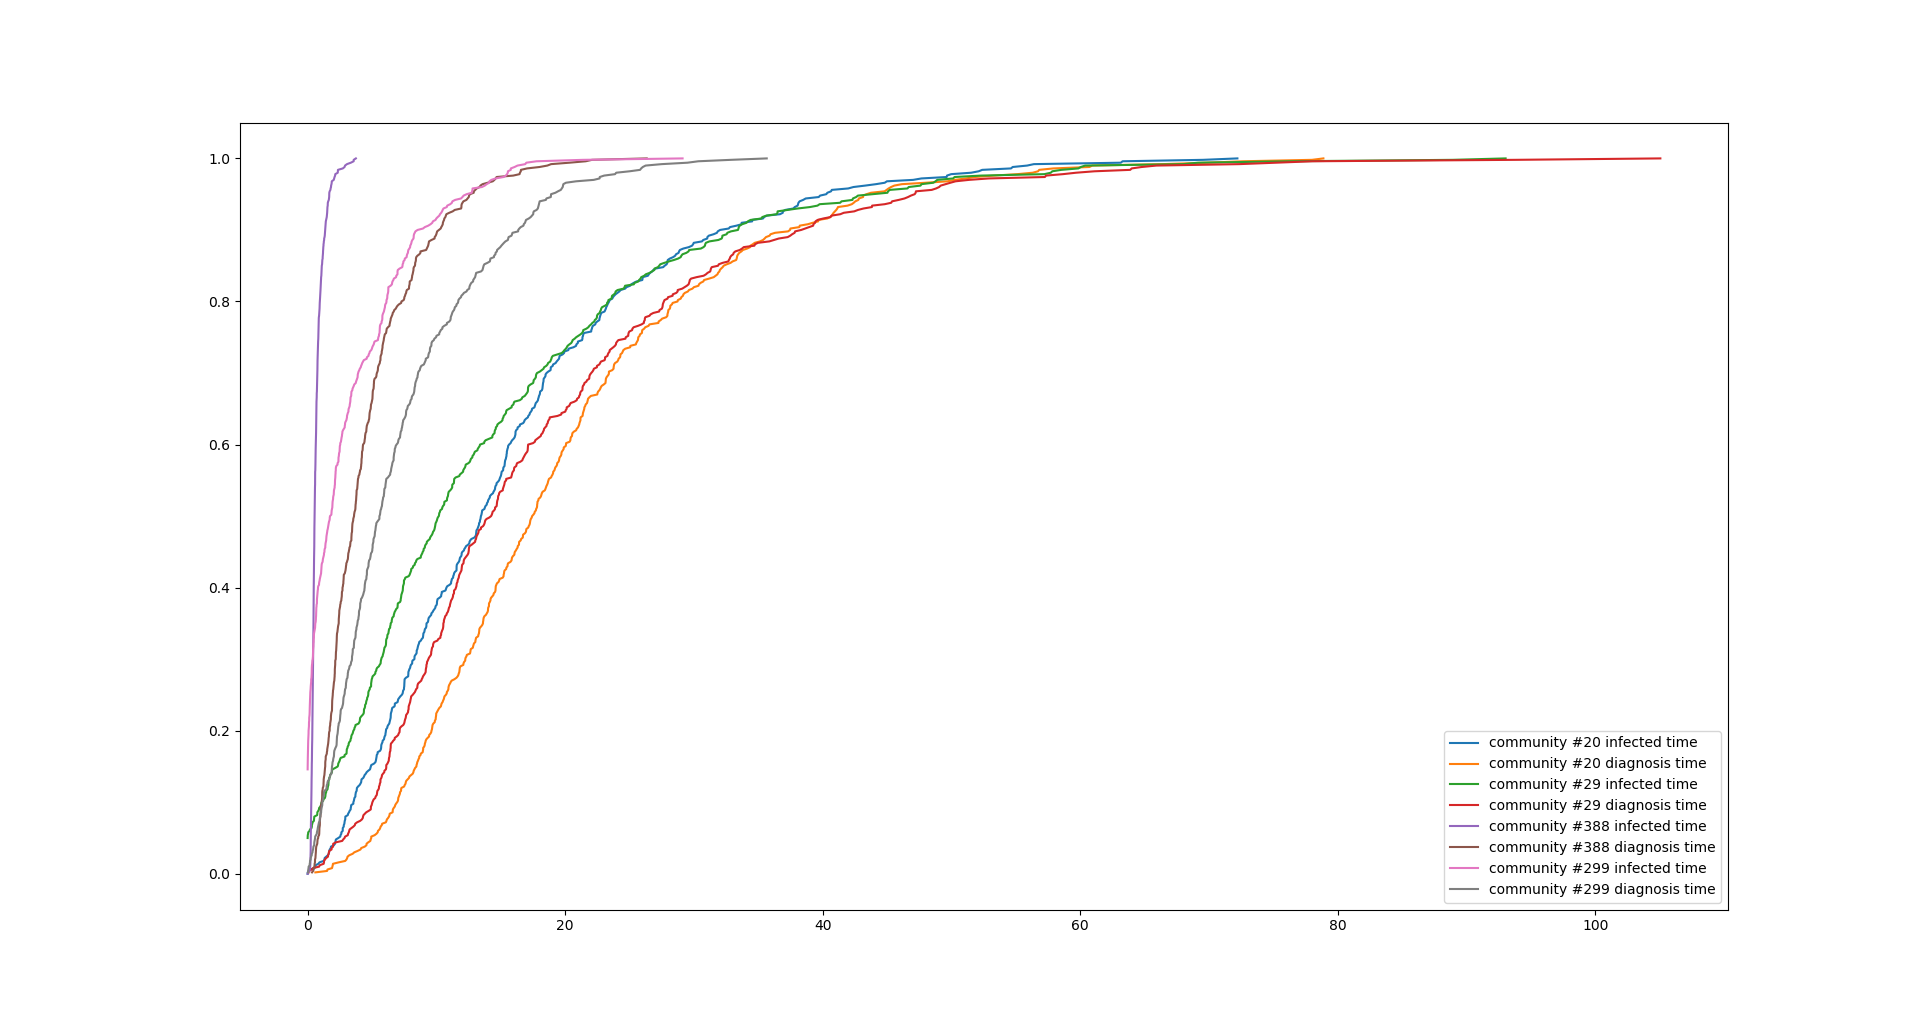 1.0
0.8
0.6
0.4
0.2
0.0
0 20 40 60 80 100
community #20 infected time
community #20 diagnosis time
community #29 infected time
community #29 diagnosis time
community #388 infected time
community #388 diagnosis time
community #299 infected time
community #299 diagnosis time